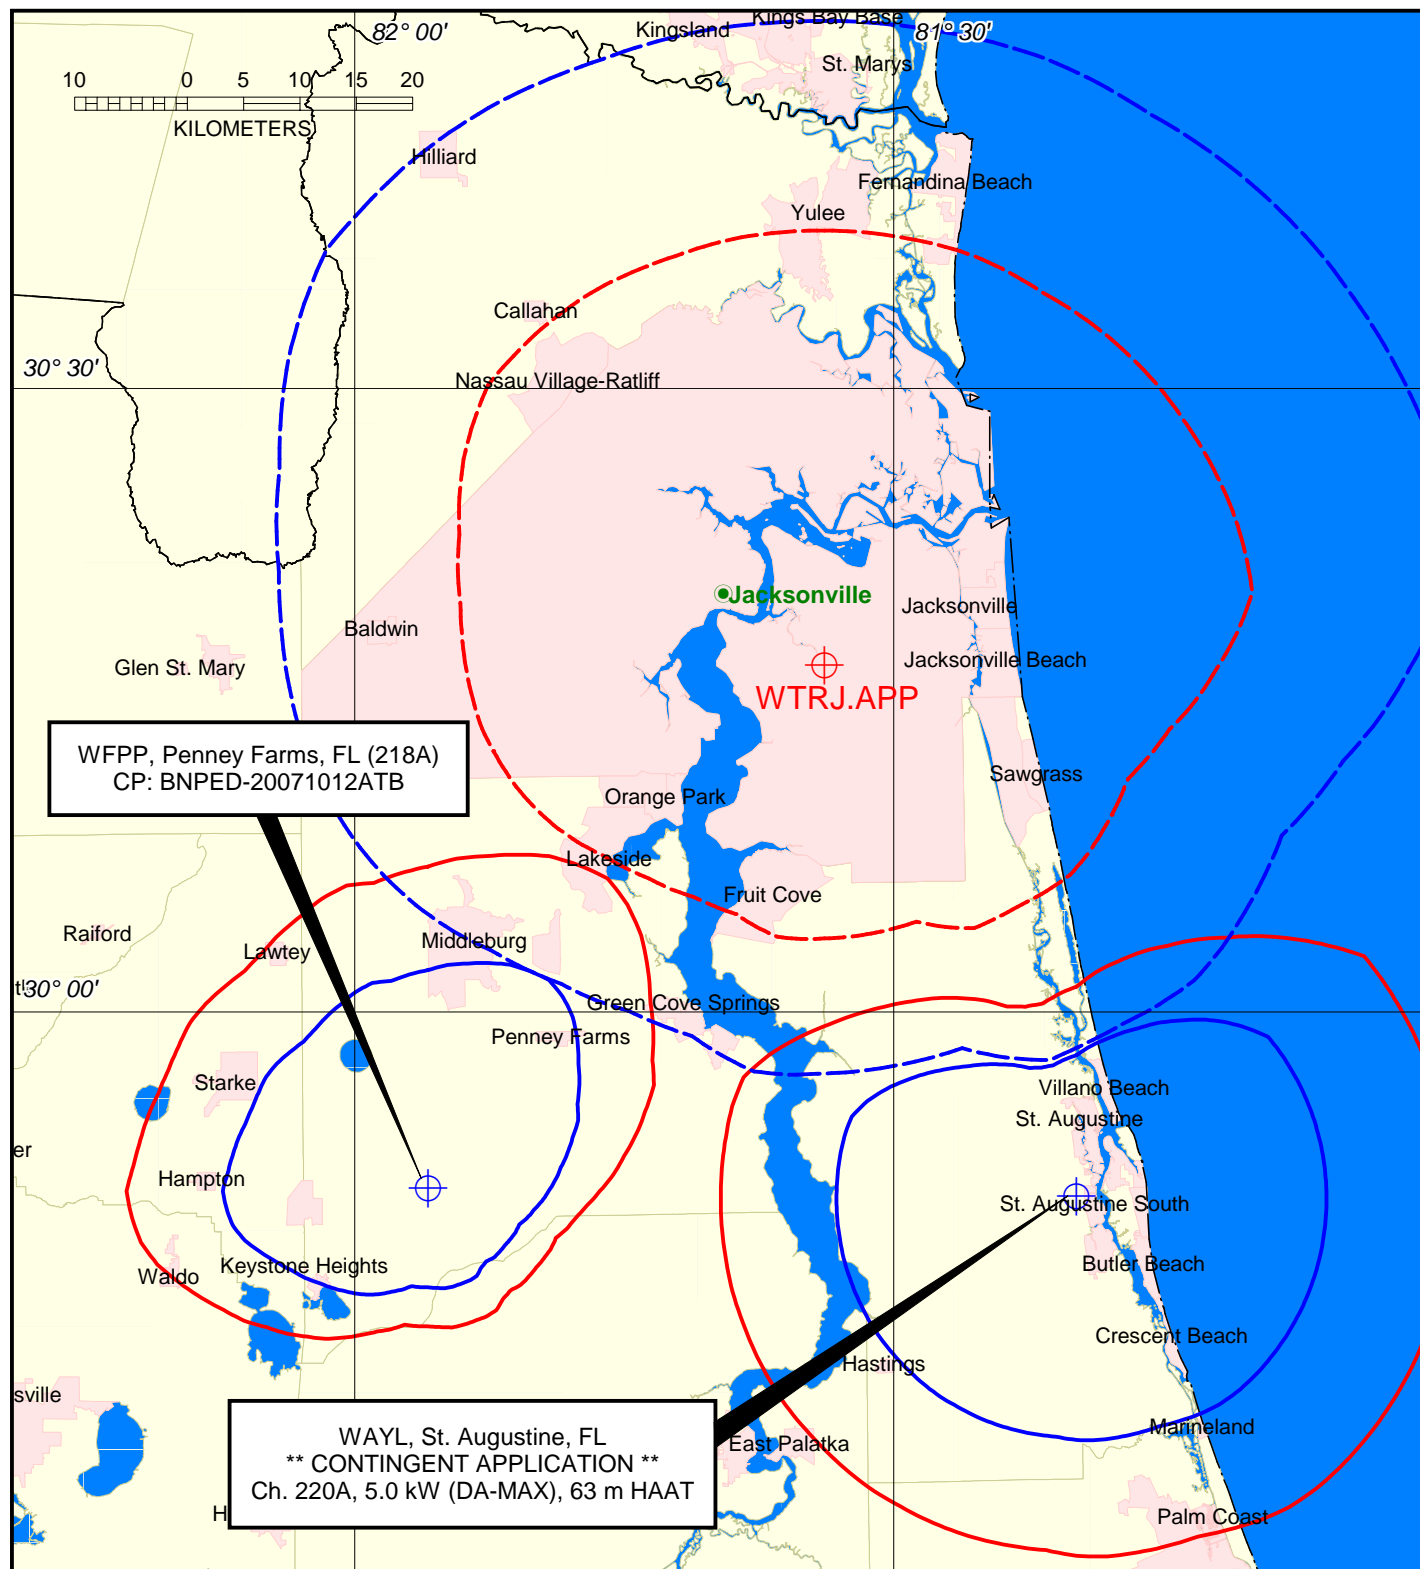 82° 00'
Kings Bay Base
81° 30'
Kingsland
St. Marys
10 0 5 10 15 20
KILOMETERS
Hilliard
Fernandina Beach
Yulee
Callahan
30° 30'
Nassau Village-Ratliff
Jacksonville
Jacksonville
Baldwin
Glen St. Mary
Jacksonville Beach
WTRJ.APP
WFPP, Penney Farms, FL (218A)
CP: BNPED-20071012ATB
Sawgrass
Orange Park
Lakeside
Fruit Cove
Raiford
Lawtey
Middleburg
30° 00'
Green Cove Springs
Penney Farms
Starke
Villano Beach
St. Augustine
er
Hampton
St. Augustine South
Keystone Heights
Waldo
Butler Beach
Crescent Beach
Hastings
sville
Marineland
WAYL, St. Augustine, FL
** CONTINGENT APPLICATION **
Ch. 220A, 5.0 kW (DA-MAX), 63 m HAAT
East Palatka
H
Palm Coast